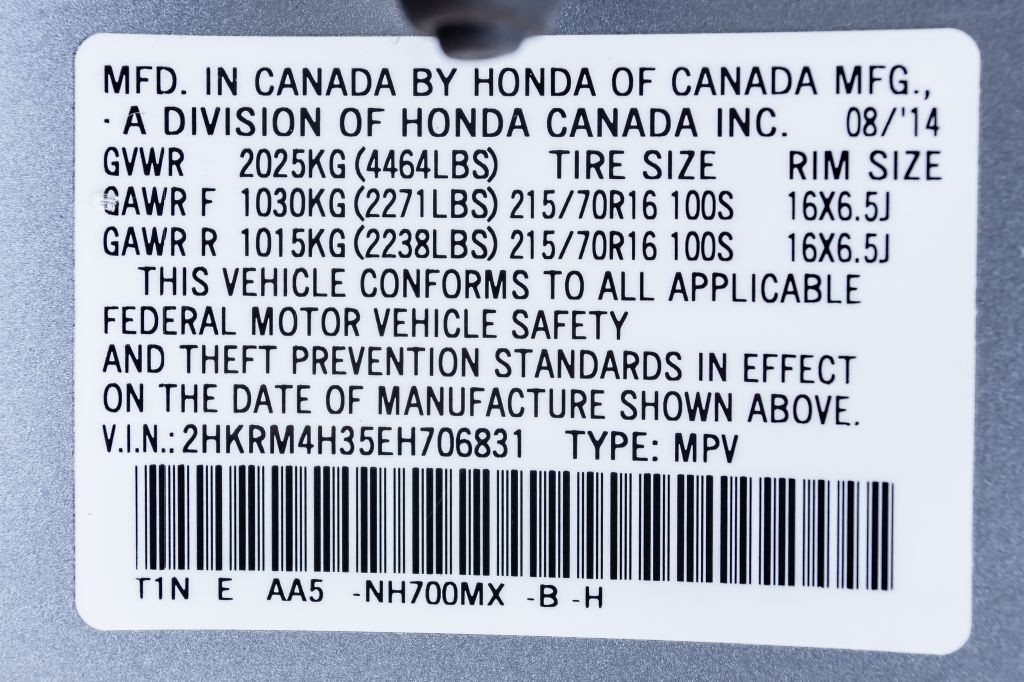 MFD. IN CANADA BY HONDA OF CANADA MFG.,
· A DIVISION OF HONDA CANADA INC. 08/'14
GVWR 2025KG (4464LBS) TIRE SIZE RIM SIZE
GAWR F 1030KG (2271LBS) 215/70R16 100S 16X6.5J
GAWR R 1015KG (2238LBS) 215/70R16 100S 16X6.5J
THIS VEHICLE CONFORMS TO ALL APPLICABLE
FEDERAL MOTOR VEHICLE SAFETY
AND THEFT PREVENTION STANDARDS IN EFFECT
ON THE DATE OF MANUFACTURE SHOWN ABOVE.
V.I.N.: 2HKRM4H35EH706831 TYPE: MPV
T1N E AA5 -NH700MX -B -H